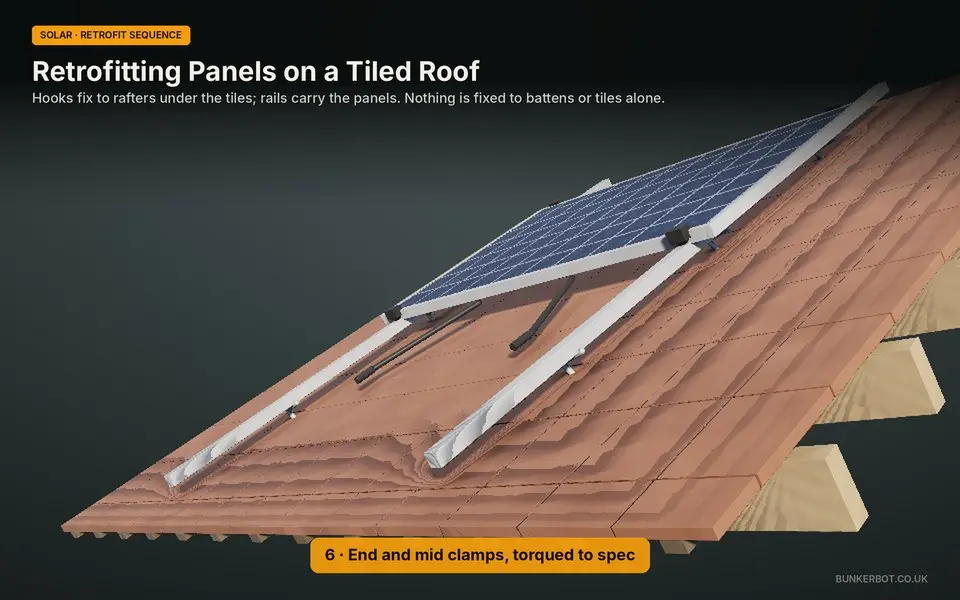 SOLAR · RETROFIT SEQUENCE
Retrofitting Panels on a Tiled Roof
Hooks fix to rafters under the tiles; rails carry the panels. Nothing is fixed to battens or tiles alone.
6 · End and mid clamps, torqued to spec
BUNKERBOT.CO.UK